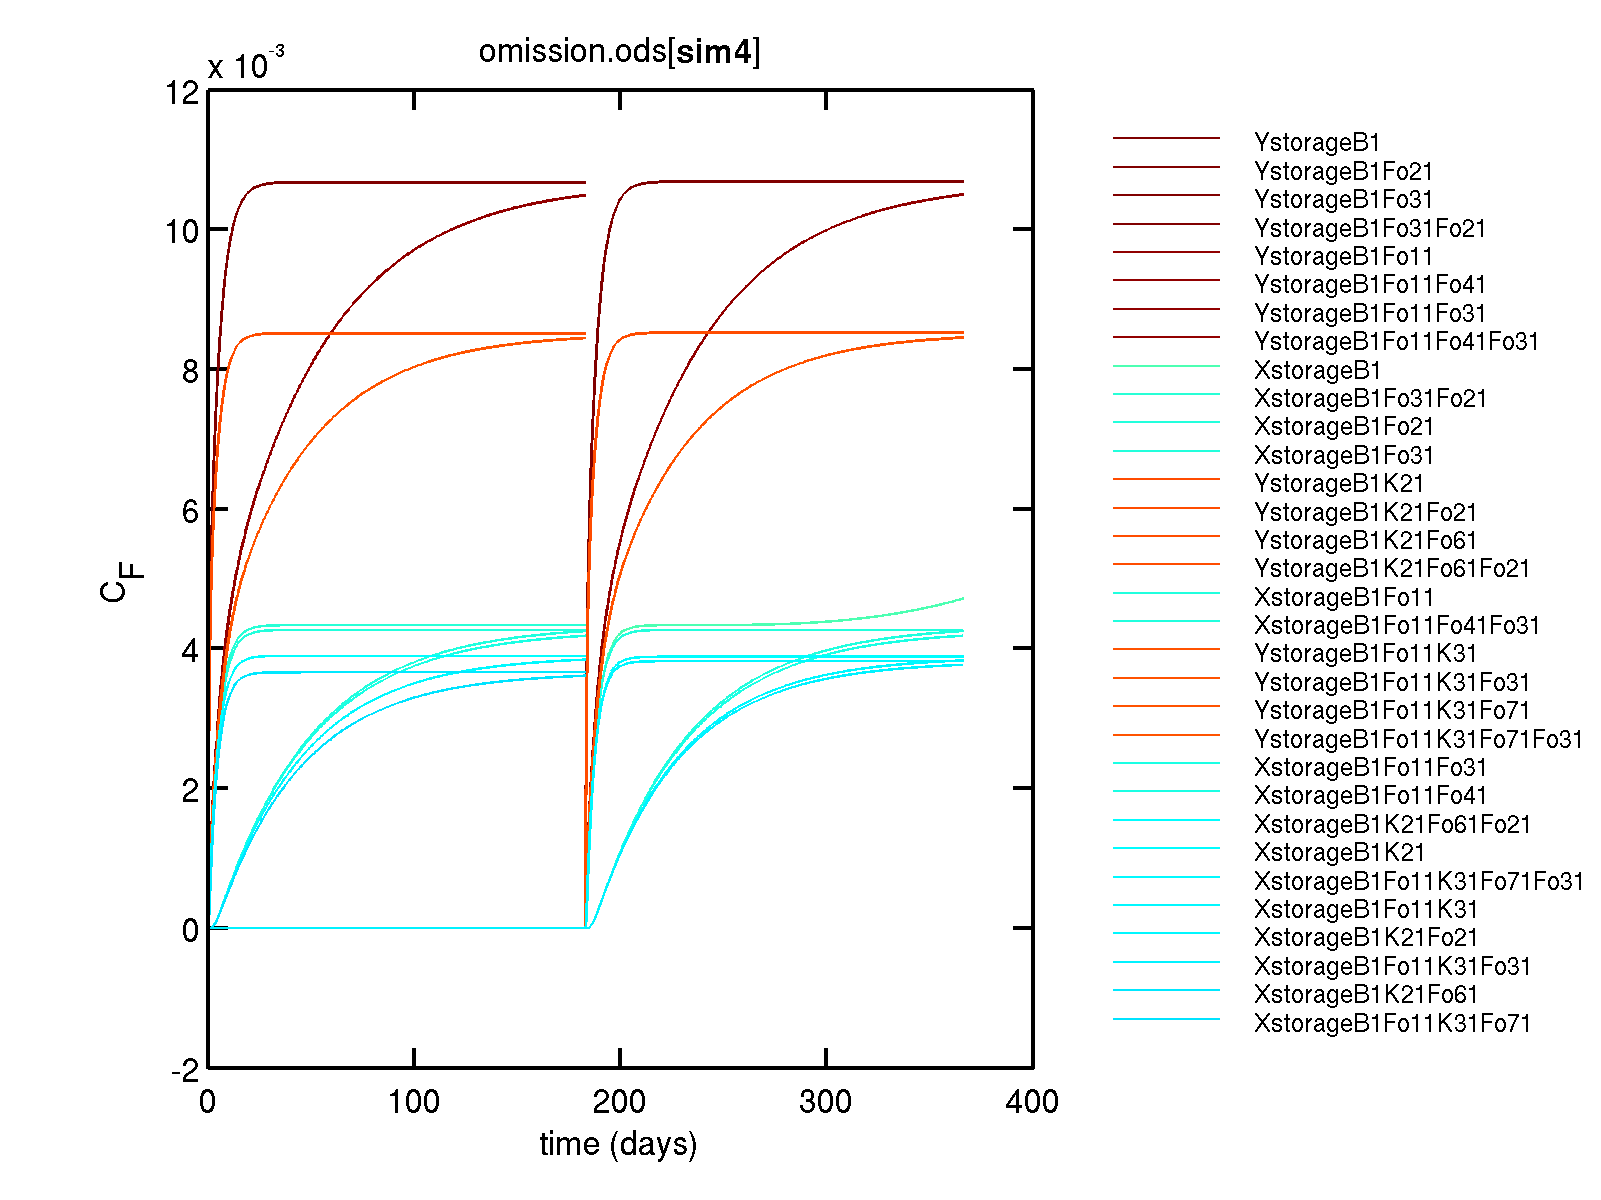 omission.ods[sim4]
x 10-3
12
10
8
6
4
2
0
-2
CF
0 100 200 300 400
time (days)
YstorageB1
YstorageB1Fo21
YstorageB1Fo31
YstorageB1Fo31Fo21
YstorageB1Fo11
YstorageB1Fo11Fo41
YstorageB1Fo11Fo31
YstorageB1Fo11Fo41Fo31
XstorageB1
XstorageB1Fo31Fo21
XstorageB1Fo21
XstorageB1Fo31
YstorageB1K21
YstorageB1K21Fo21
YstorageB1K21Fo61
YstorageB1K21Fo61Fo21
XstorageB1Fo11
XstorageB1Fo11Fo41Fo31
YstorageB1Fo11K31
YstorageB1Fo11K31Fo31
YstorageB1Fo11K31Fo71
YstorageB1Fo11K31Fo71Fo31
XstorageB1Fo11Fo31
XstorageB1Fo11Fo41
XstorageB1K21Fo61Fo21
XstorageB1K21
XstorageB1Fo11K31Fo71Fo31
XstorageB1Fo11K31
XstorageB1K21Fo21
XstorageB1Fo11K31Fo31
XstorageB1K21Fo61
XstorageB1Fo11K31Fo71